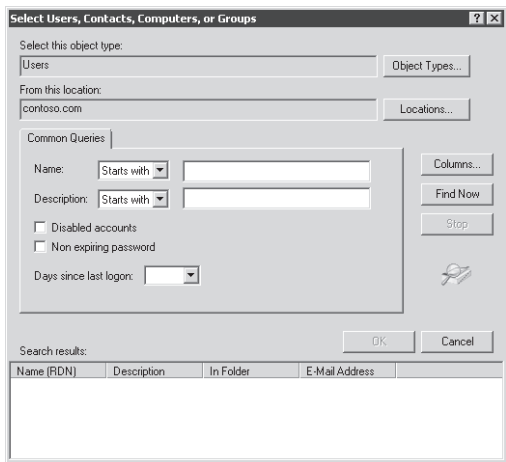 Select Users, Contacts, Computers, or Groups
Select this object type:
Users
Object Types...
From this location:
contoso.com
Locations...
Common Queries
Name: Starts with
Columns...
Description: Starts with
Find Now
Disabled accounts
Stop
Non expiring password
Days since last logon:
OK Cancel
Search results:
Name (RDN) Description In Folder E-Mail Address